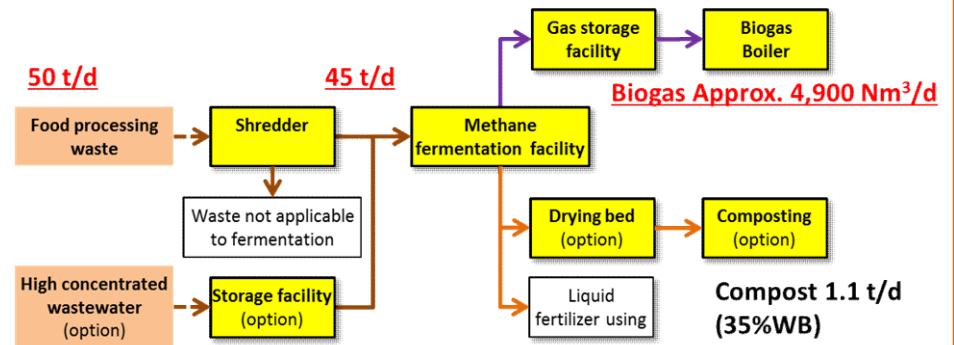 Gas storage
facility
Biogas
Boiler
50 t/d
45 t/d
Biogas Approx. 4,900 Nm³/d
Food processing
waste
Shredder
Methane
fermentation facility
Waste not applicable
to fermentation
Drying bed
(option)
Composting
(option)
High concentrated
wastewater
(option)
Storage facility
(option)
Liquid
fertilizer using
Compost 1.1 t/d
(35%WB)